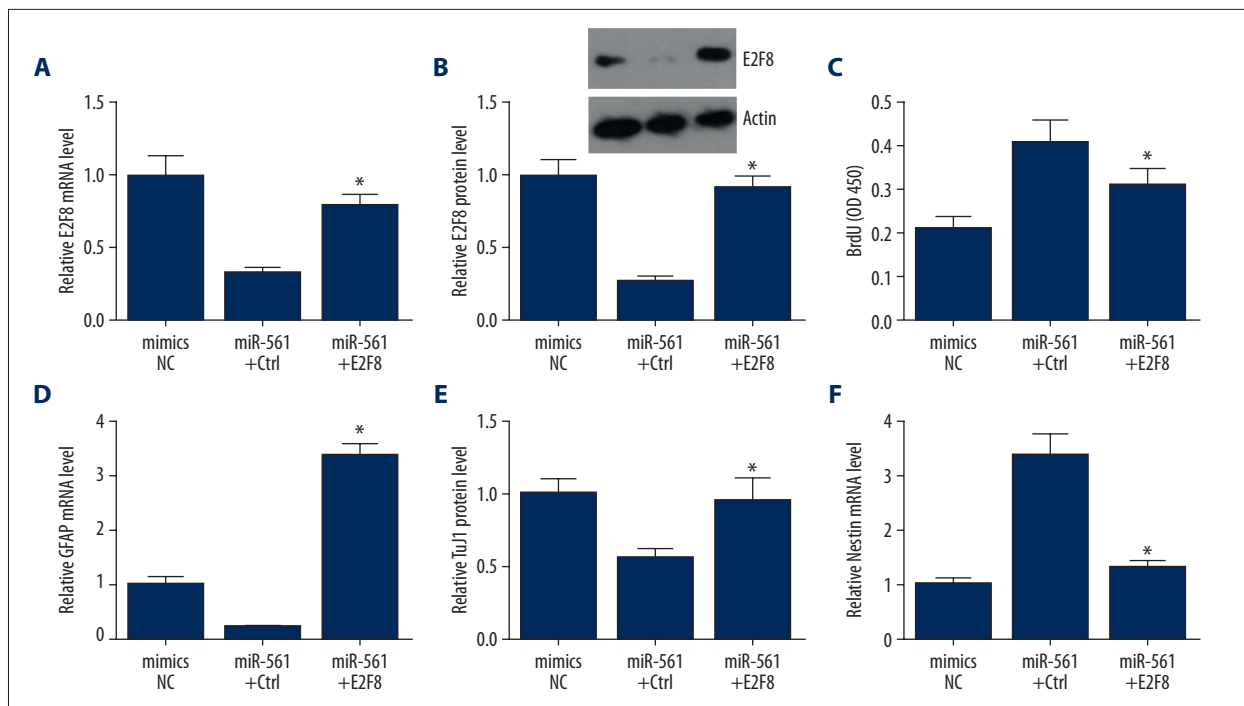 A
Relative E2F8 mRNA level
1.5
1.0
0.5
0.0
*
mimics
NC
miR-561
+Ctrl
miR-561
+E2F8
B
E2F8
Actin
Relative E2F8 protein level
1.5
1.0
0.5
0.0
*
mimics
NC
miR-561
+Ctrl
miR-561
+E2F8
C
BrdU (OD 450)
0.5
0.4
0.3
0.2
0.1
0.0
*
mimics
NC
miR-561
+Ctrl
miR-561
+E2F8
D
Relative GFAP mRNA level
4
3
2
1
0
*
mimics
NC
miR-561
+Ctrl
miR-561
+E2F8
E
Relative TuJ1 protein level
1.5
1.0
0.5
0.0
*
mimics
NC
miR-561
+Ctrl
miR-561
+E2F8
F
Relative Nestin mRNA level
4
3
2
1
0
*
mimics
NC
miR-561
+Ctrl
miR-561
+E2F8